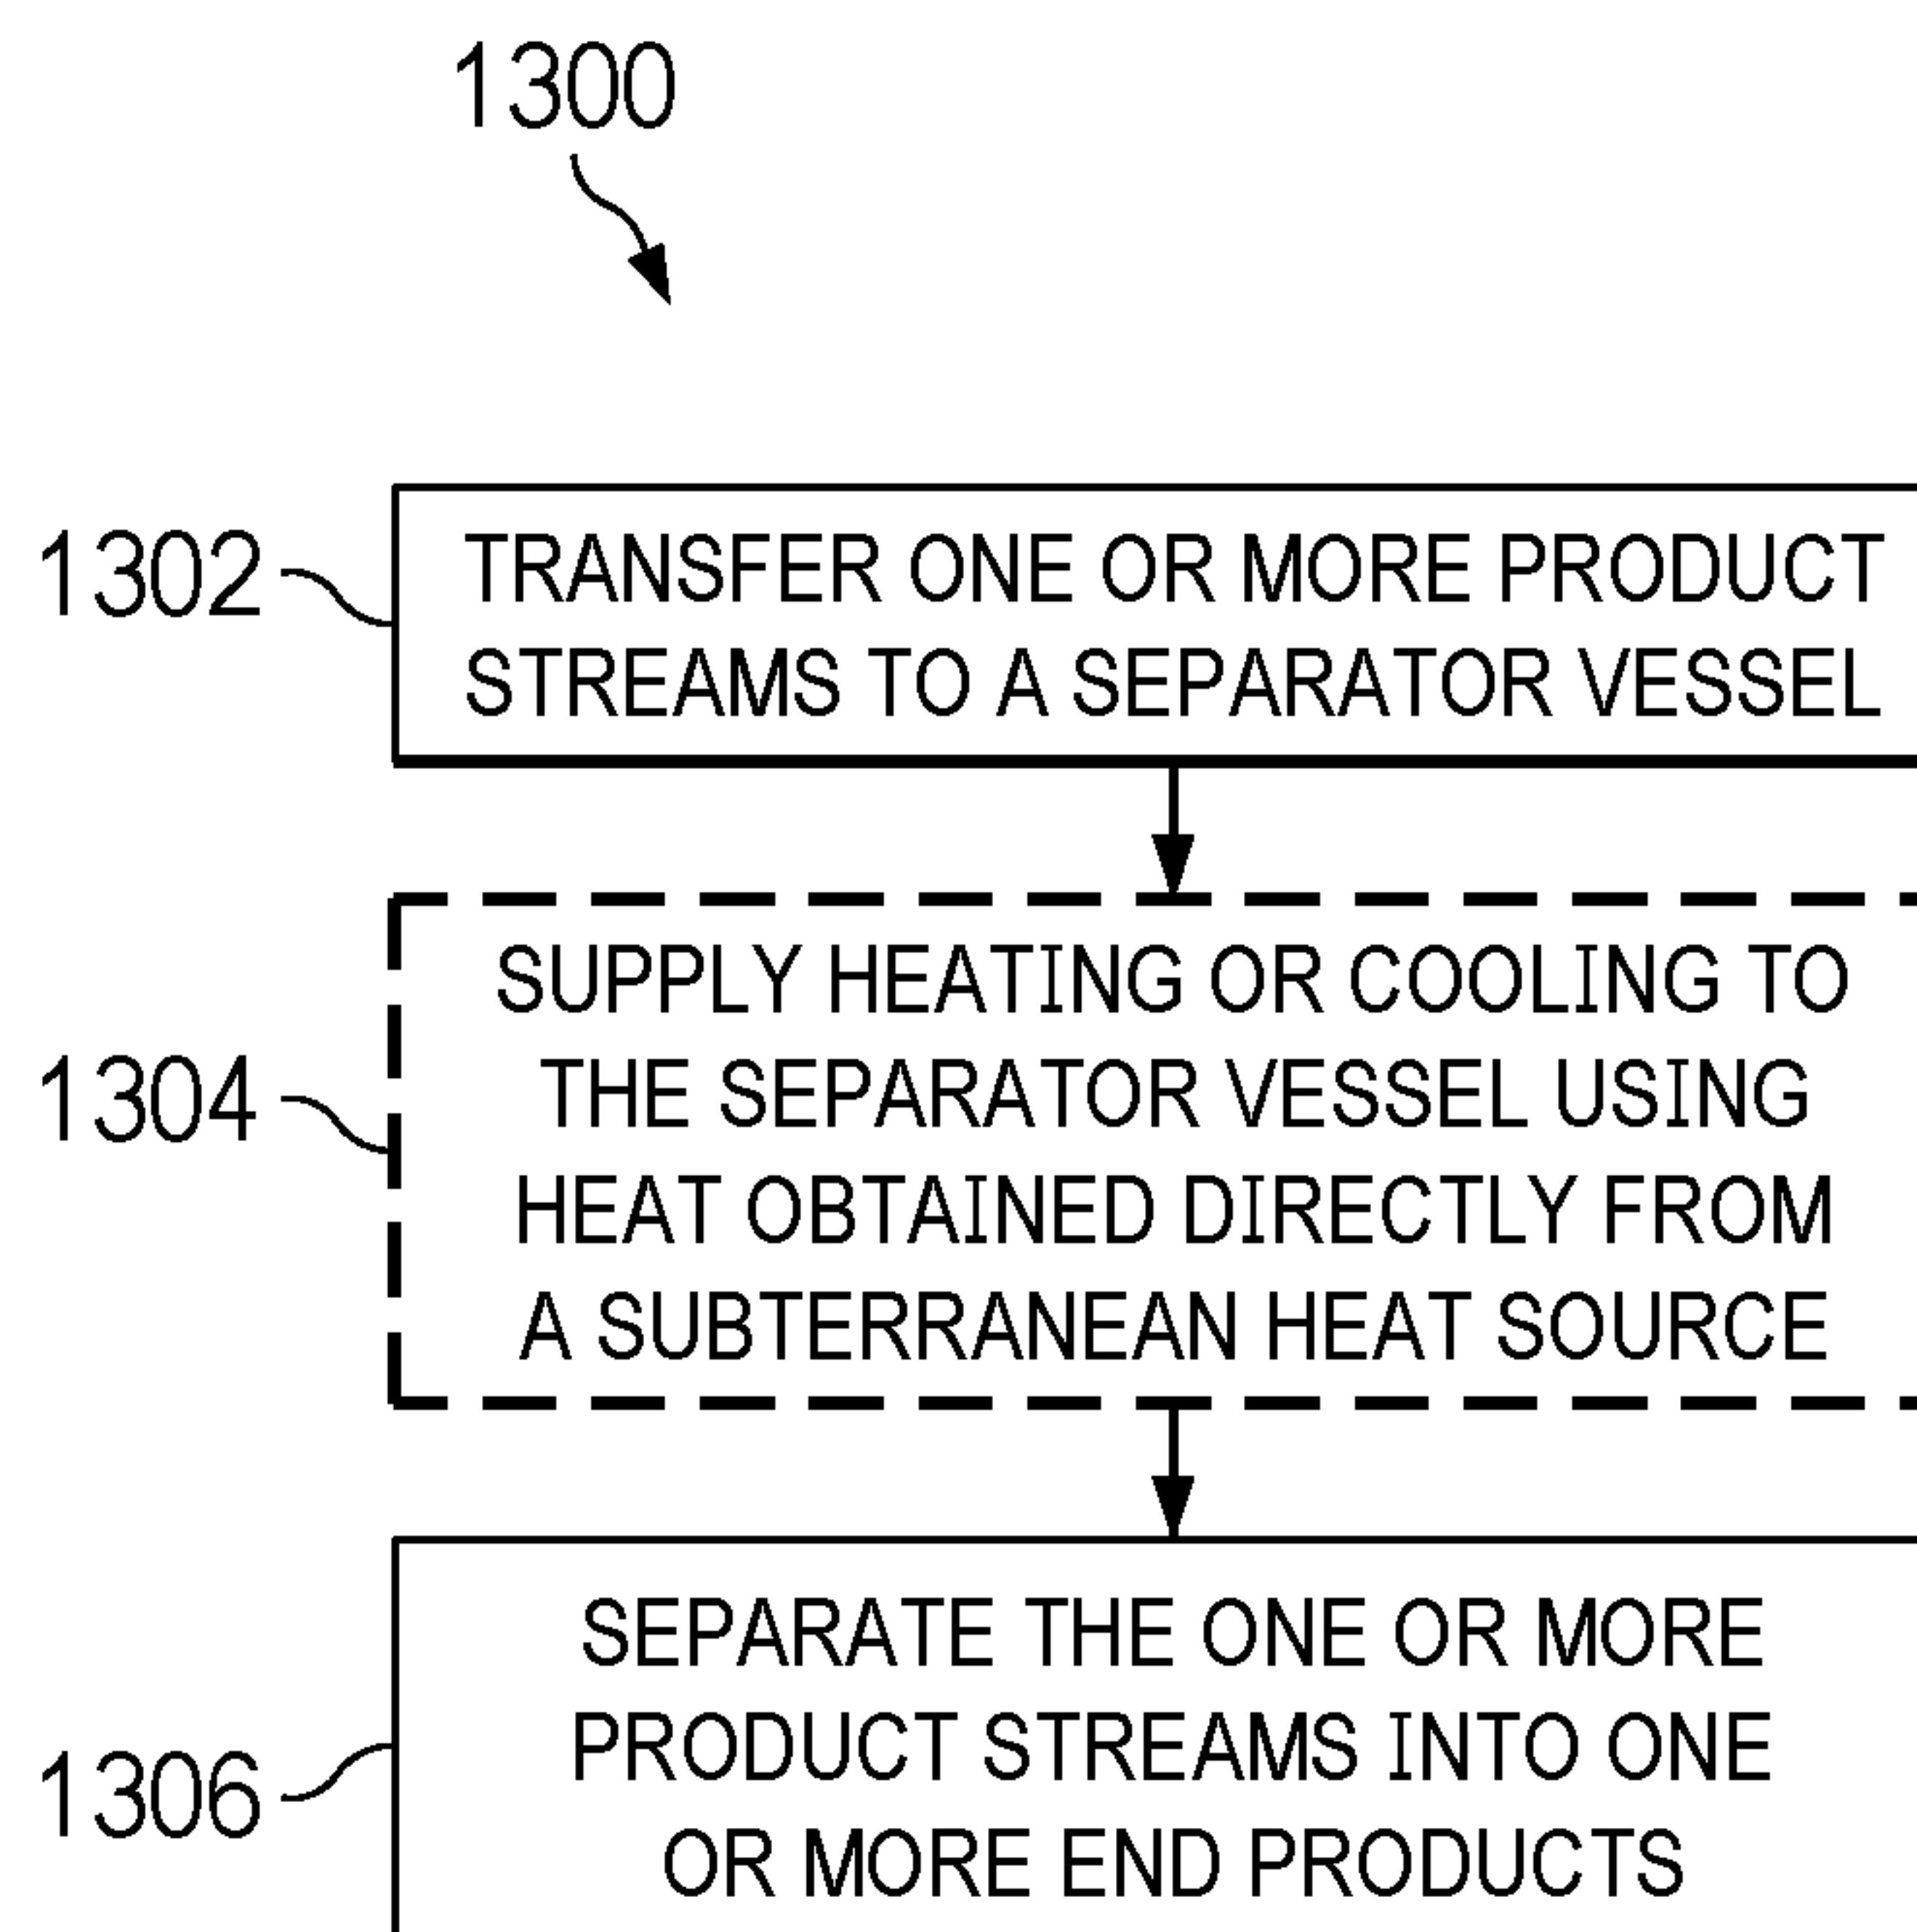 1300
1302
TRANSFER ONE OR MORE PRODUCT
STREAMS TO A SEPARATOR VESSEL
1304
SUPPLY HEATING OR COOLING TO
THE SEPARATOR VESSEL USING
HEAT OBTAINED DIRECTLY FROM
A SUBTERRANEAN HEAT SOURCE
1306
SEPARATE THE ONE OR MORE
PRODUCT STREAMS INTO ONE
OR MORE END PRODUCTS